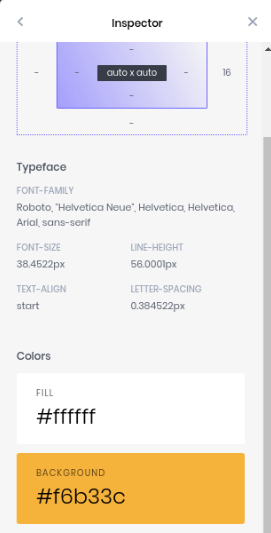 Inspector
-
- - auto x auto - 16
-
-
Typeface
FONT-FAMILY
Roboto, "Helvetica Neue", Helvetica, Helvetica,
Arial, sans-serif
FONT-SIZE LINE-HEIGHT
38.4522px 56.0001px
TEXT-ALIGN LETTER-SPACING
start 0.384522px
Colors
FILL
#ffffff
BACKGROUND
#f6b33c